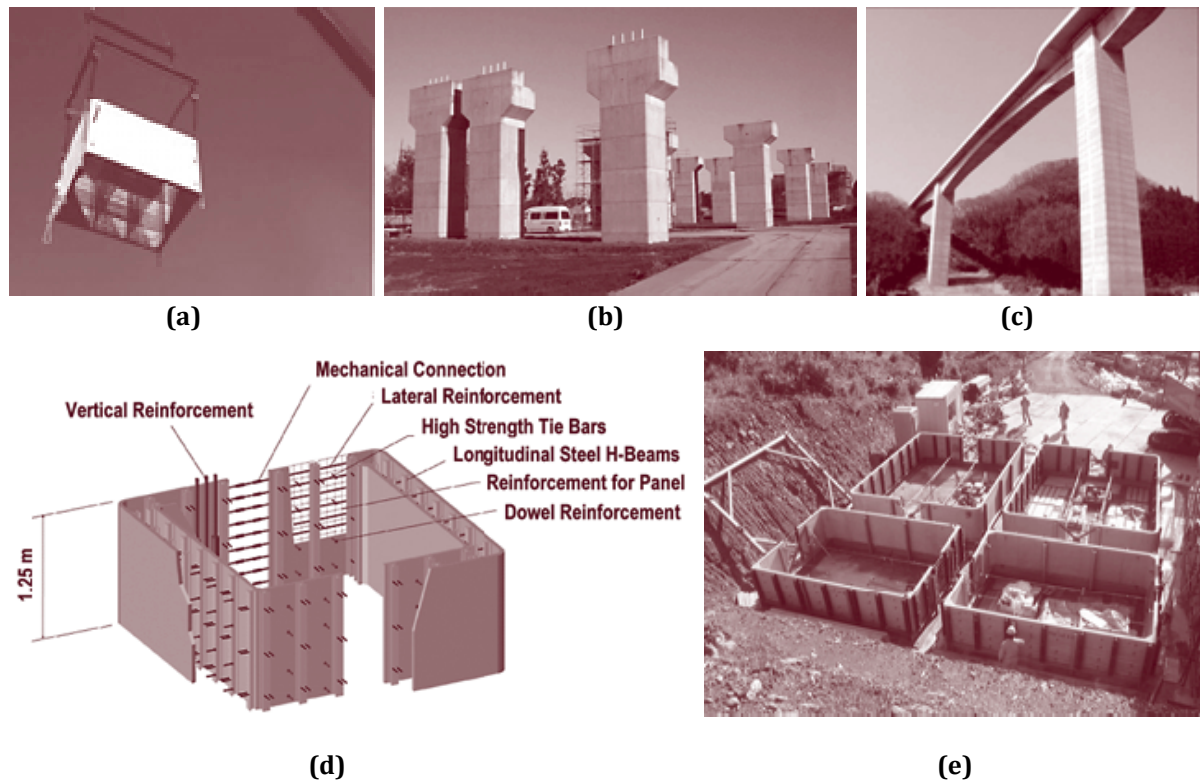 (a)
(b)
(c)
Mechanical Connection
Vertical Reinforcement
Lateral Reinforcement
High Strength Tie Bars
Longitudinal Steel H-Beams
Reinforcement for Panel
Dowel Reinforcement
1.25 m
(d)
(e)